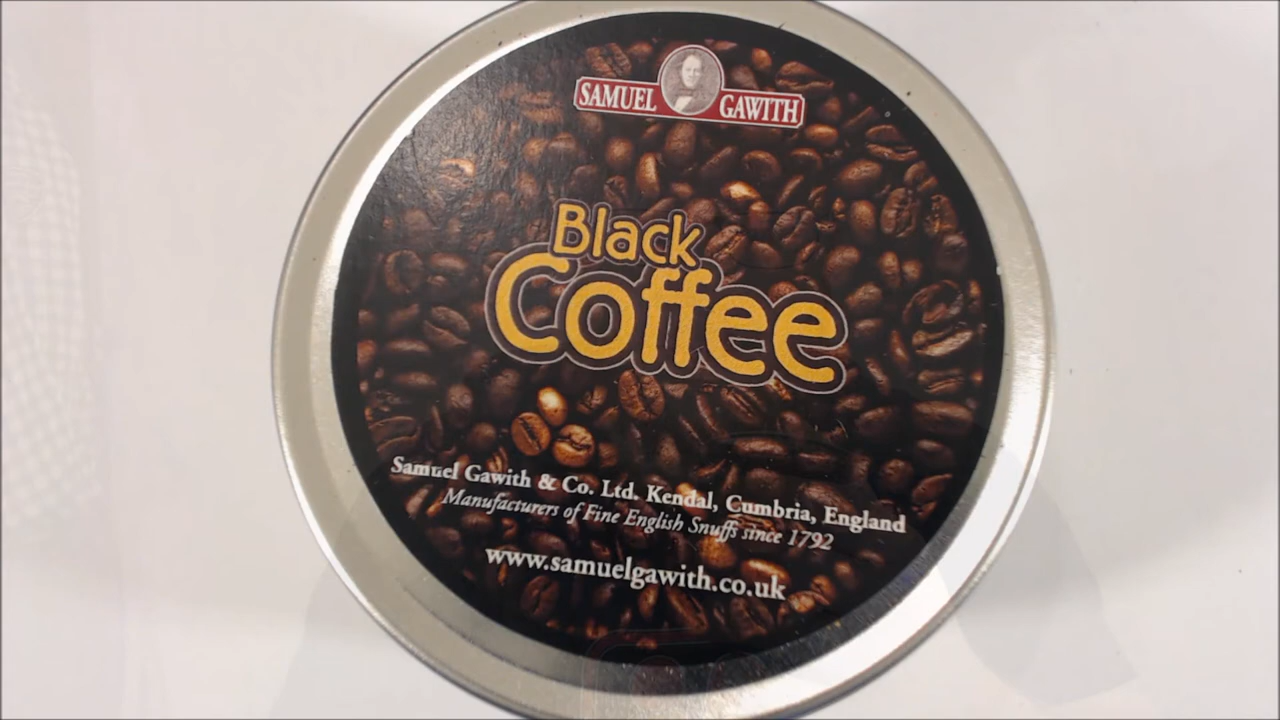 SAMUEL GAWITH
Black
Coffee
Samuel Gawith & Co. Ltd. Kendal, Cumbria, England
Manufacturers of Fine English Snuffs since 1792
www.samuelgawith.co.uk